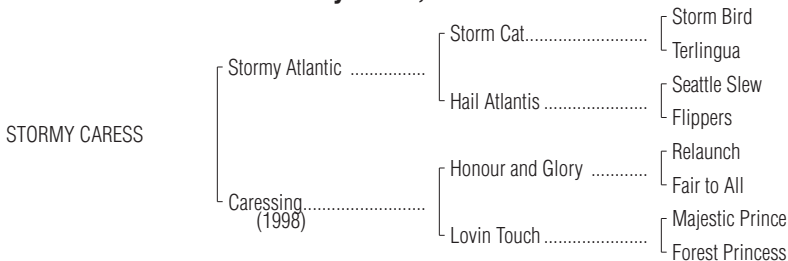 Storm Bird
Storm Cat..........................
Terlingua
Stormy Atlantic ................
Seattle Slew
Hail Atlantis ......................
Flippers
STORMY CARESS
Relaunch
Honour and Glory ............
Fair to All
Caressing..........................
(1998)
Majestic Prince
Lovin Touch ......................
Forest Princess